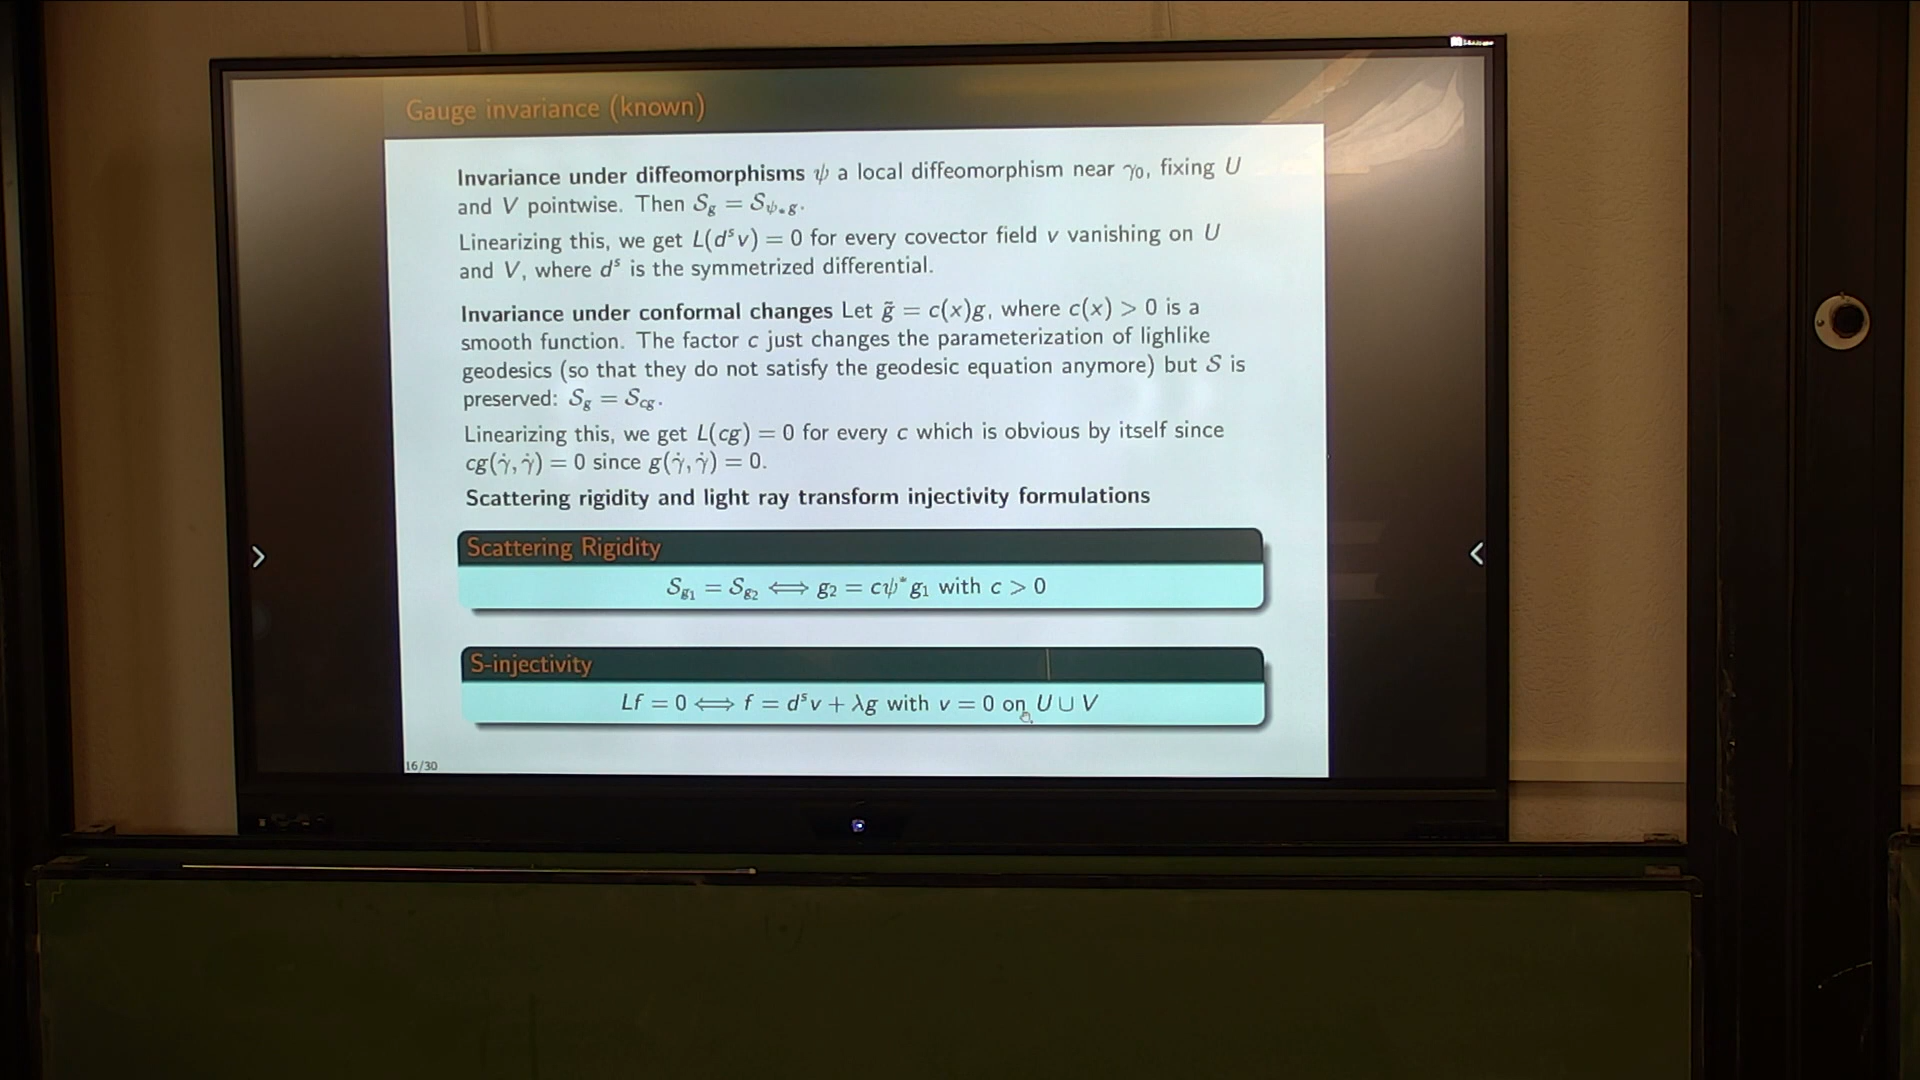 Gauge invariance (known)
Invariance under diffeomorphisms ψ a local diffeomorphism near γ₀, fixing U
and V pointwise. Then S_g = S_{ψ*g}.
Linearizing this, we get L(dˢv) = 0 for every covector field v vanishing on U
and V, where dˢ is the symmetrized differential.
Invariance under conformal changes Let g̃ = c(x)g, where c(x) > 0 is a
smooth function. The factor c just changes the parameterization of lighlike
geodesics (so that they do not satisfy the geodesic equation anymore) but S is
preserved: S_g = S_{cg}.
Linearizing this, we get L(cg) = 0 for every c which is obvious by itself since
cg(γ̇, γ̇) = 0 since g(γ̇, γ̇) = 0.
Scattering rigidity and light ray transform injectivity formulations
Scattering Rigidity
S_{g₁} = S_{g₂} ⟺ g₂ = cψ*g₁ with c > 0
S-injectivity
Lf = 0 ⟺ f = dˢv + λg with v = 0 on U ∪ V
16/30